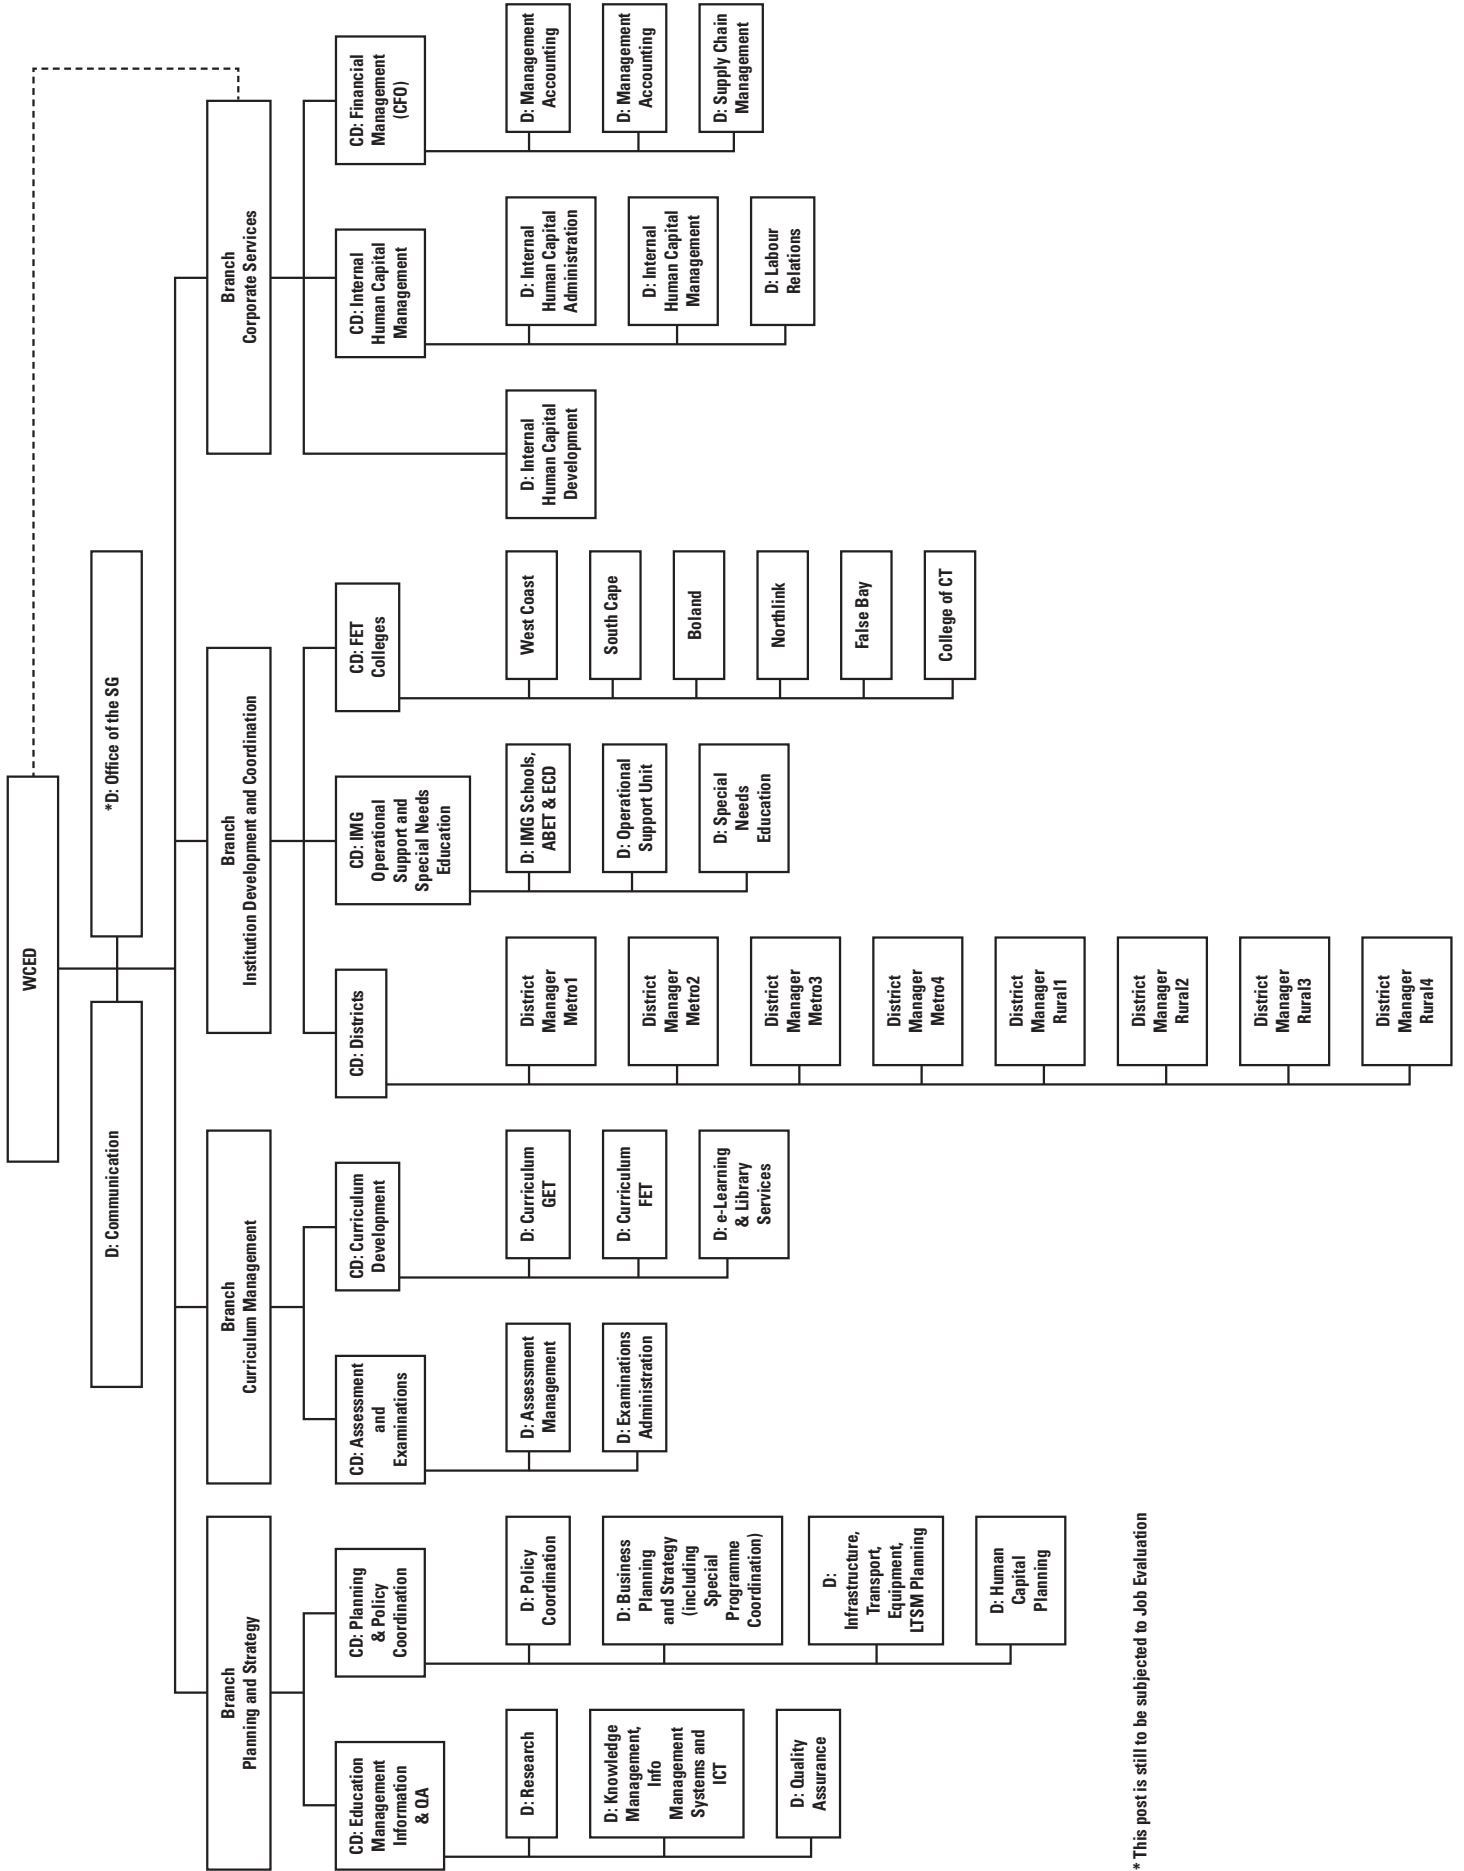 WCED
D: Communication
*D: Office of the SG
Branch
Planning and Strategy
Branch
Curriculum Management
Branch
Institution Development and Coordination
Branch
Corporate Services
CD: Education
Management
Information
& QA
CD: Planning
& Policy
Coordination
CD: Assessment
and
Examinations
CD: Curriculum
Development
CD: Districts
CD: IMG
Operational
Support and
Special Needs
Education
CD: FET
Colleges
CD: Internal
Human Capital
Management
CD: Financial
Management
(CFO)
D: Research
D: Knowledge
Management,
Info
Management
Systems and
ICT
D: Quality
Assurance
D: Policy
Coordination
D: Business
Planning
and Strategy
(including
Special
Programme
Coordination)
D:
Infrastructure,
Transport,
Equipment,
LTSM Planning
D: Human
Capital
Planning
D: Assessment
Management
D: Examinations
Administration
D: Curriculum
GET
D: Curriculum
FET
D: e-Learning
& Library
Services
District
Manager
Metro1
District
Manager
Metro2
District
Manager
Metro3
District
Manager
Metro4
District
Manager
Rural1
District
Manager
Rural2
District
Manager
Rural3
District
Manager
Rural4
D: IMG Schools,
ABET & ECD
D: Operational
Support Unit
D: Special
Needs
Education
West Coast
South Cape
Boland
Northlink
False Bay
College of CT
D: Internal
Human Capital
Development
D: Internal
Human Capital
Administration
D: Internal
Human Capital
Management
D: Labour
Relations
D: Management
Accounting
D: Management
Accounting
D: Supply Chain
Management
* This post is still to be subjected to Job Evaluation